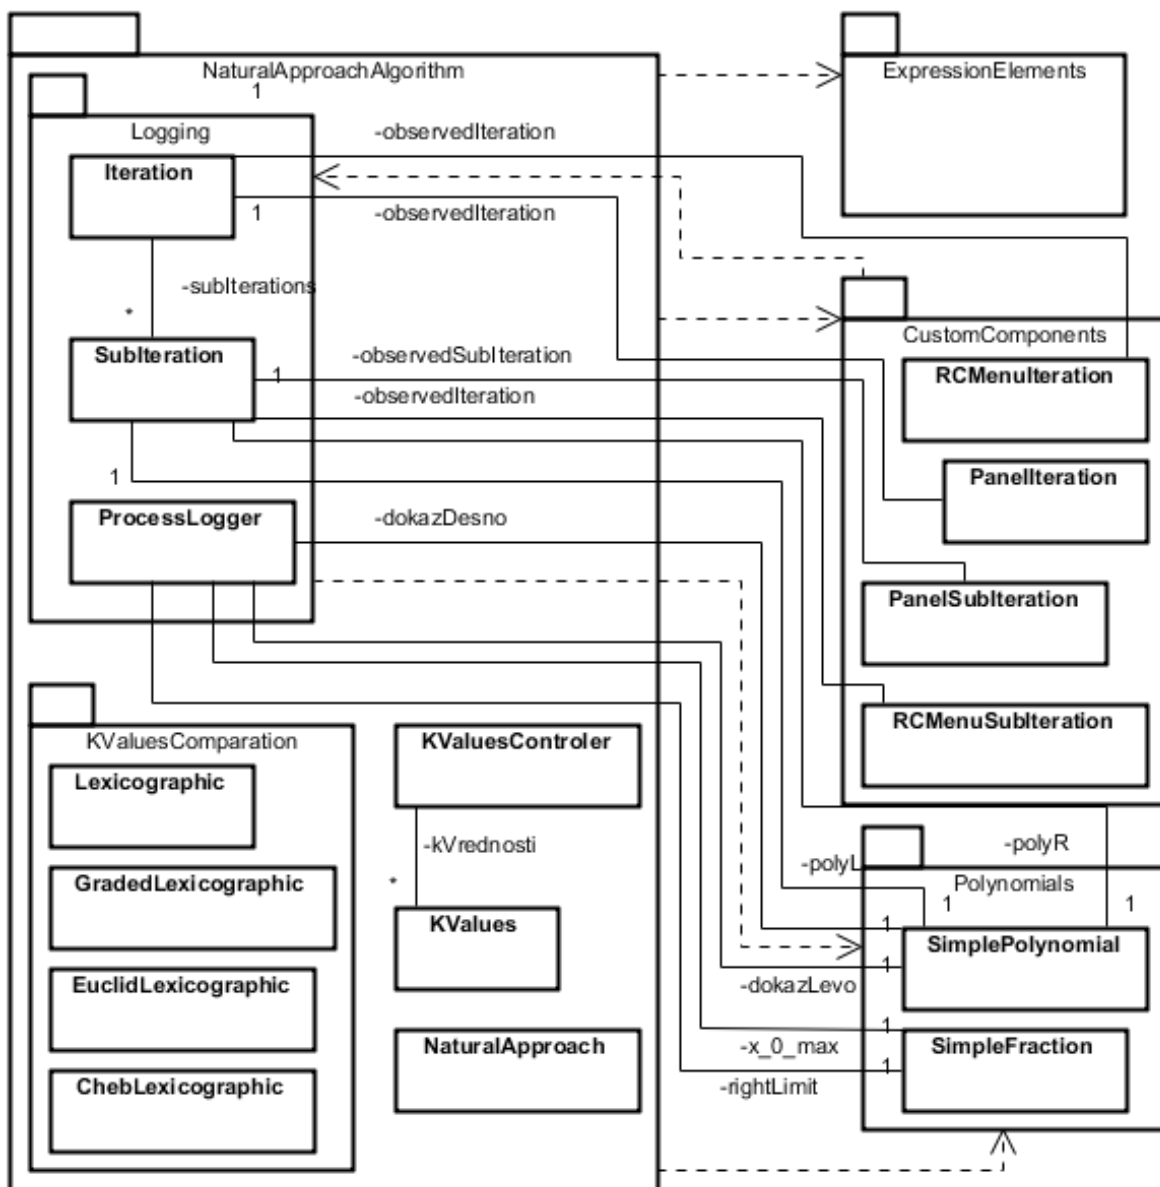 NaturalApproachAlgorithm
ExpressionElements
1
Logging
-observedIteration
Iteration
1
-observedIteration
-subIterations
*
CustomComponents
SubIteration
-observedSubIteration
1
RCMenuIteration
-observedIteration
1
PanelIteration
ProcessLogger
-dokazDesno
PanelSubIteration
RCMenuSubIteration
KValuesComparation
KValuesControler
Lexicographic
-kVrednosti
-polyR
-polyL
*
GradedLexicographic
Polynomials
1
1
KValues
1
SimplePolynomial
1
EuclidLexicographic
-dokazLevo
1
NaturalApproach
-x_0_max
SimpleFraction
1
ChebLexicographic
-rightLimit